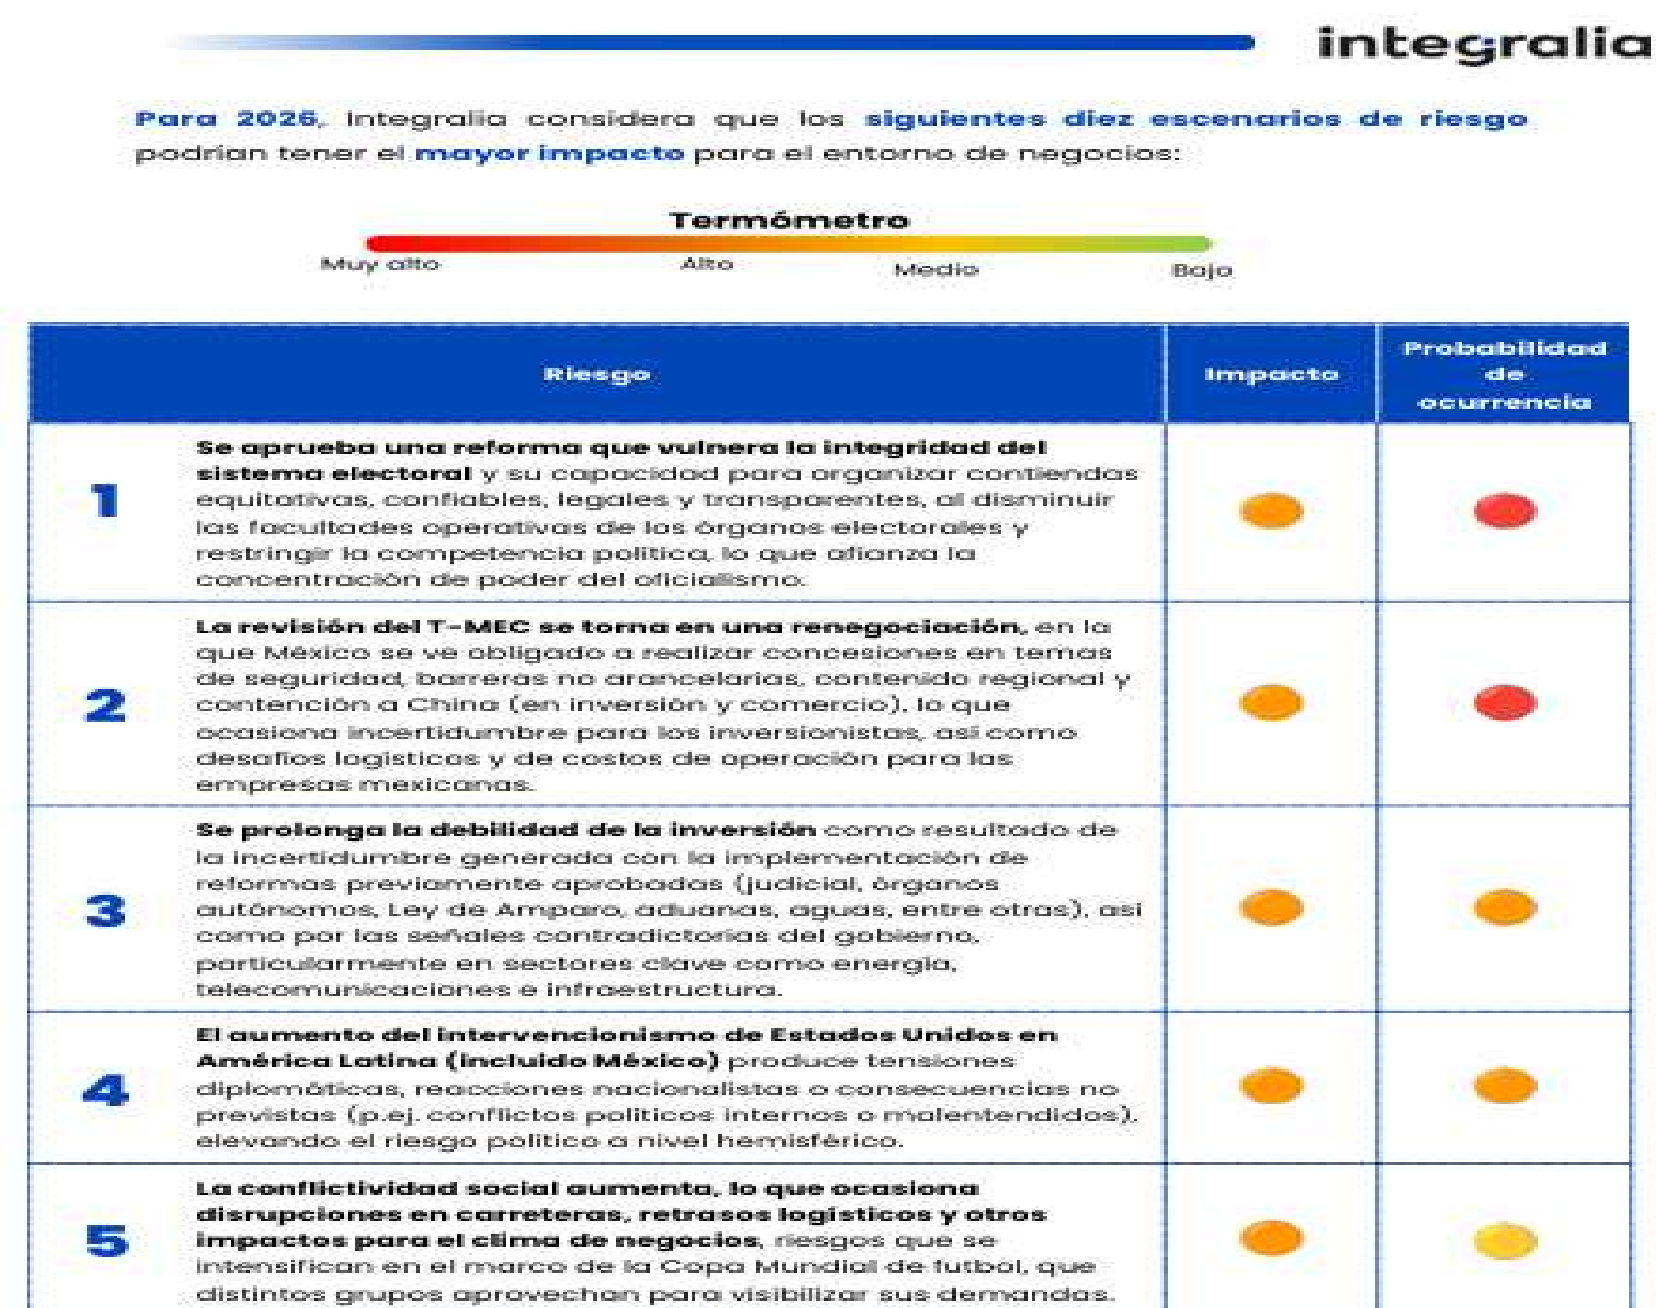 integralia
Para 2026, Integralia considera que los siguientes diez escenarios de riesgo
podrían tener el mayor impacto para el entorno de negocios:
Termómetro
Muy alto Alto Medio Bajo
Riesgo Impacto Probabilidad de ocurrencia
1
Se aprueba una reforma que vulnera la integridad del
sistema electoral y su capacidad para organizar contiendas
equitativas, confiables, legales y transparentes, al disminuir
las facultades operativas de los órganos electorales y
restringir la competencia política, lo que afianza la
concentración de poder del oficialismo.
2
La revisión del T-MEC se torna en una renegociación, en la
que México se ve obligado a realizar concesiones en temas
de seguridad, barreras no arancelarias, contenido regional y
contención a China (en inversión y comercio), lo que
ocasiona incertidumbre para los inversionistas, así como
desafíos logísticos y de costos de operación para las
empresas mexicanas.
3
Se prolonga la debilidad de la inversión como resultado de
la incertidumbre generada con la implementación de
reformas previamente aprobadas (judicial, órganos
autónomos, Ley de Amparo, aduanas, aguas, entre otras), así
como por las señales contradictorias del gobierno,
particularmente en sectores clave como energía,
telecomunicaciones e infraestructura.
4
El aumento del intervencionismo de Estados Unidos en
América Latina (incluido México) produce tensiones
diplomáticas, reacciones nacionalistas o consecuencias no
previstas (p.ej. conflictos políticos internos o malentendidos),
elevando el riesgo político a nivel hemisférico.
5
La conflictividad social aumenta, lo que ocasiona
disrupciones en carreteras, retrasos logísticos y otros
impactos para el clima de negocios, riesgos que se
intensifican en el marco de la Copa Mundial de futbol, que
distintos grupos aprovechan para visibilizar sus demandas.